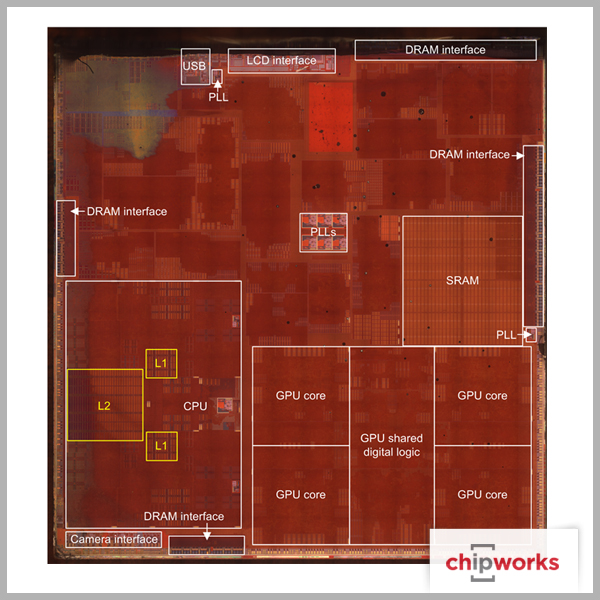 USB
LCD interface
DRAM interface
PLL
DRAM interface
DRAM interface
PLLs
SRAM
PLL
L1
L2
CPU
L1
GPU core
GPU core
GPU shared
digital logic
GPU core
GPU core
DRAM interface
Camera interface
chipworks